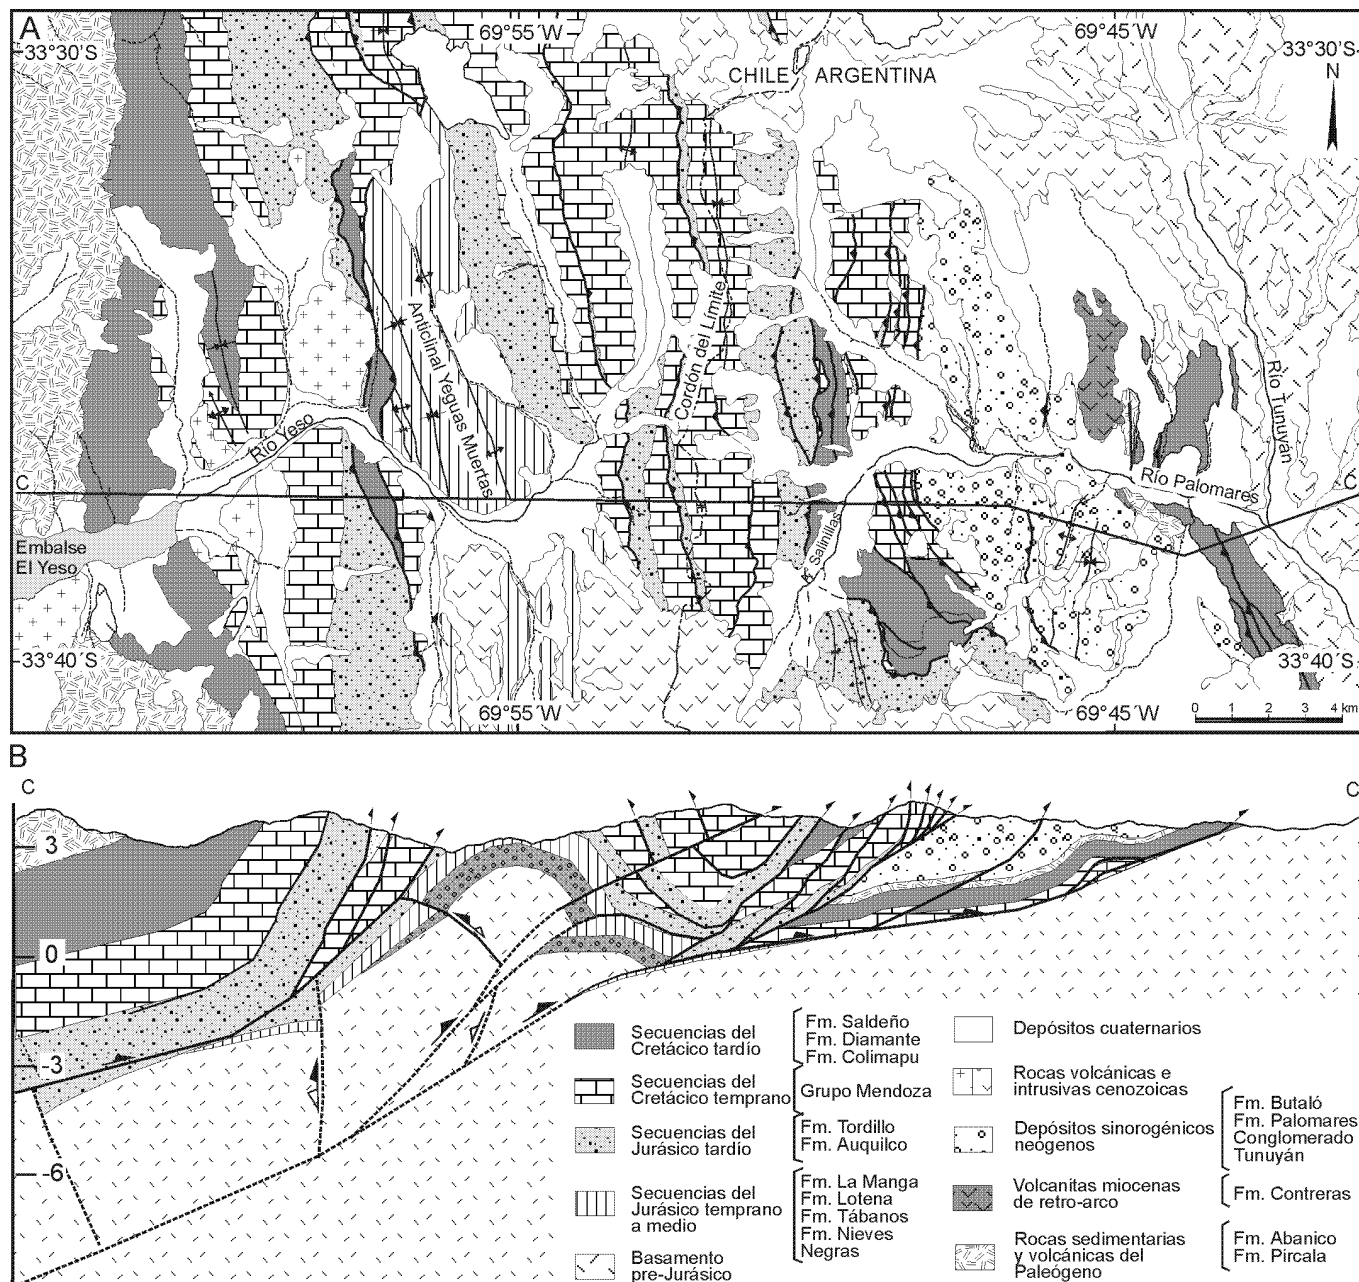 A
33°30'S
69°55'W
69°45'W
33°30'S
CHILE
ARGENTINA
N
Anticlinal Yeguas Muertas
Cordón del Límite
Río Yeso
Río Tunuyán
C
Río Palomares
C
Embalse
El Yeso
Salinillas
33°40'S
33°40'S
69°55'W
69°45'W
0 1 2 3 4 km
B
C
C
3
0
-3
-6
Secuencias del
Cretácico tardío
Fm. Saldeño
Fm. Diamante
Fm. Colimapu
Secuencias del
Cretácico temprano
Grupo Mendoza
Secuencias del
Jurásico tardío
Fm. Tordillo
Fm. Auquilco
Secuencias del
Jurásico temprano
a medio
Fm. La Manga
Fm. Lotena
Fm. Tábanos
Fm. Nieves
Negras
Basamento
pre-Jurásico
Depósitos cuaternarios
Rocas volcánicas e
intrusivas cenozoicas
Depósitos sinorogénicos
neógenos
Fm. Butaló
Fm. Palomares
Conglomerado
Tunuyán
Volcanitas miocenas
de retro-arco
Fm. Contreras
Rocas sedimentarias
y volcánicas del
Paleógeno
Fm. Abanico
Fm. Pircala